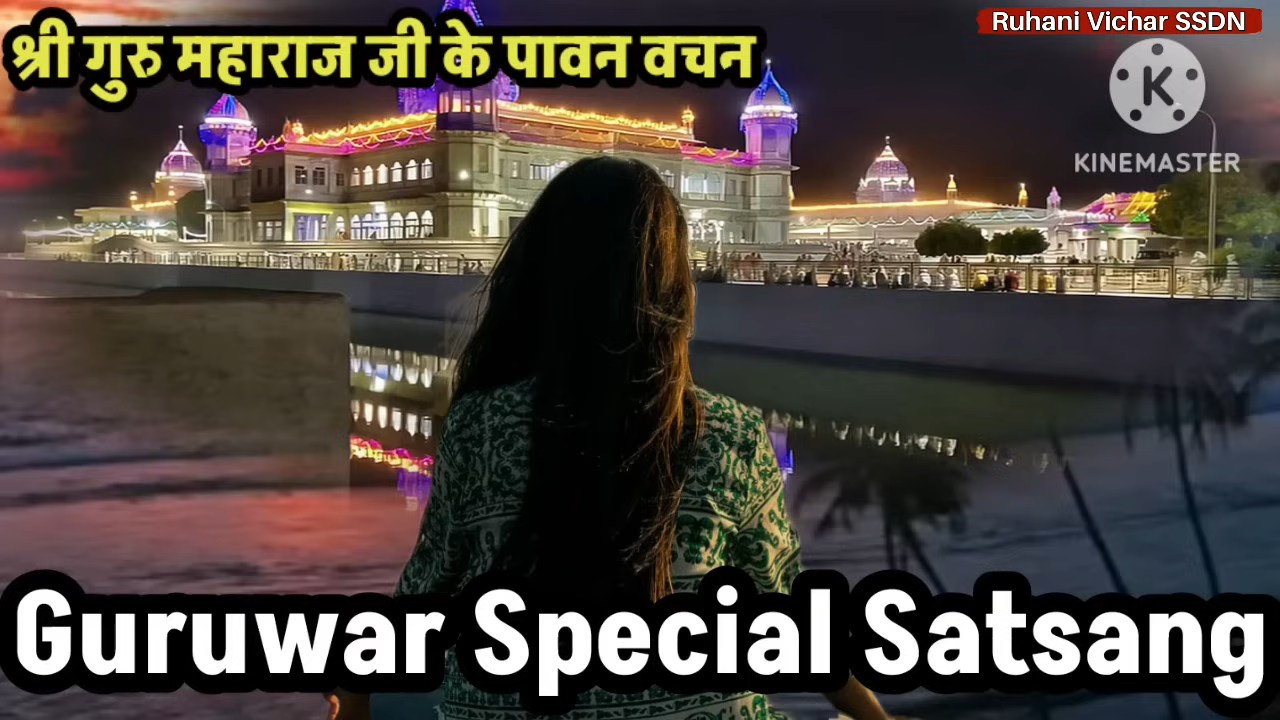 श्री गुरु महाराज जी के पावन वचन
Ruhani Vichar SSDN
K
KINEMASTER
Guruwar Special Satsang